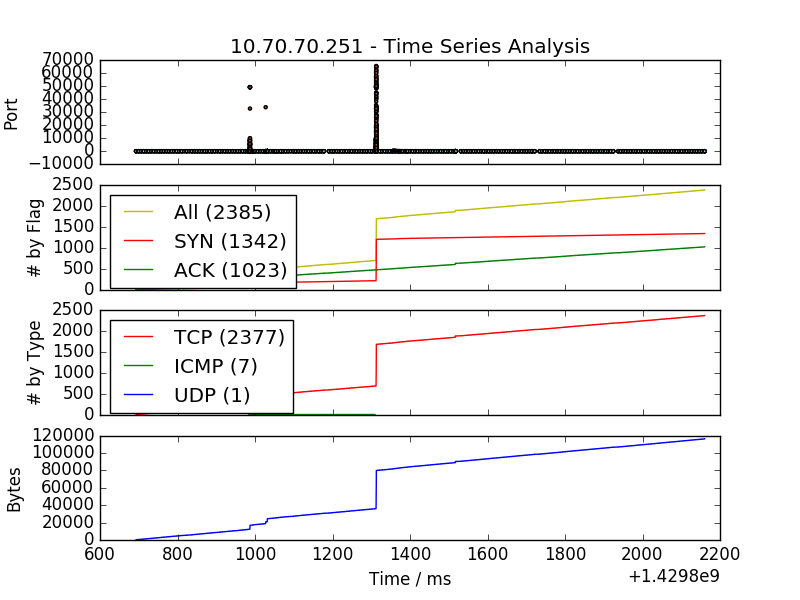 10.70.70.251 - Time Series Analysis
Port
70000
60000
50000
40000
30000
20000
10000
0
−10000
# by Flag
2500
2000
1500
1000
500
0
All (2385)
SYN (1342)
ACK (1023)
# by Type
2500
2000
1500
1000
500
0
TCP (2377)
ICMP (7)
UDP (1)
Bytes
120000
100000
80000
60000
40000
20000
0
600 800 1000 1200 1400 1600 1800 2000 2200
Time / ms
+1.4298e9